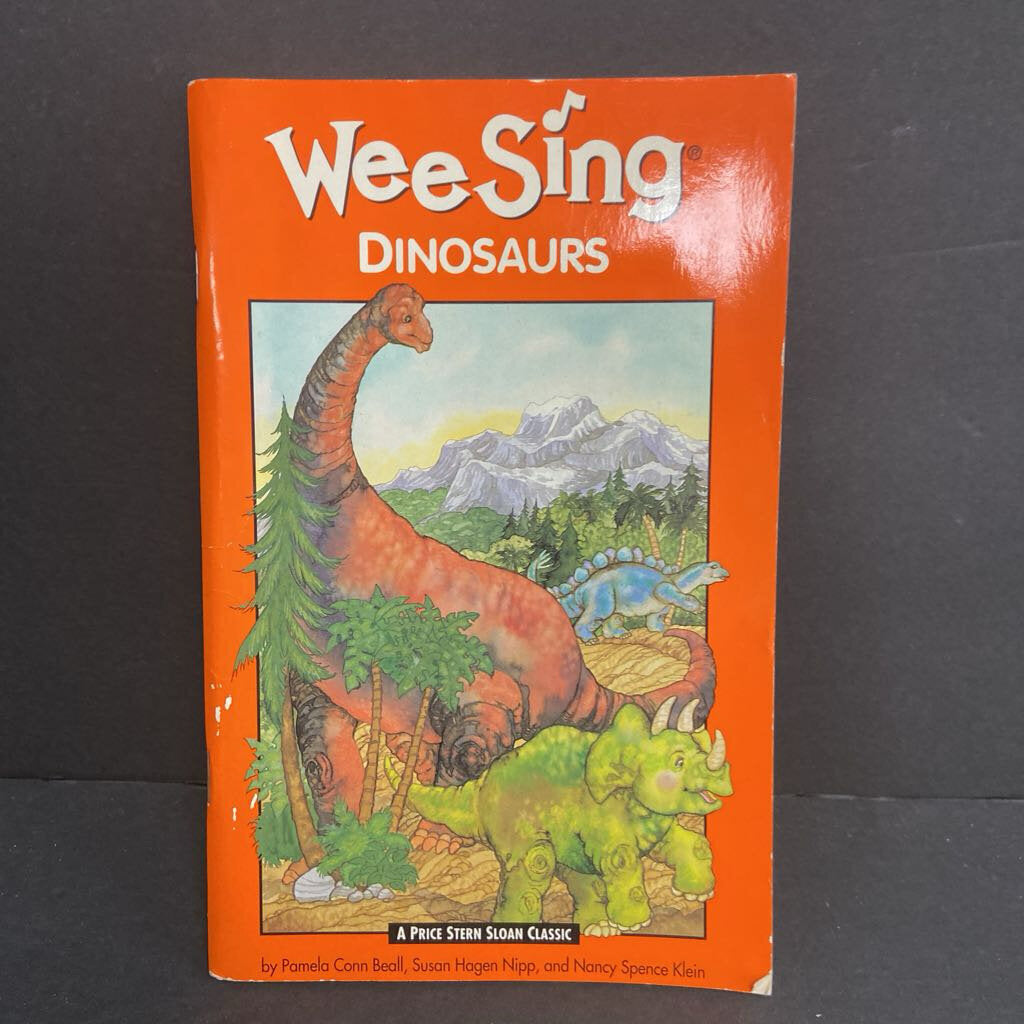 Wee Sing®
DINOSAURS
A PRICE STERN SLOAN CLASSIC
by Pamela Conn Beall, Susan Hagen Nipp, and Nancy Spence Klein